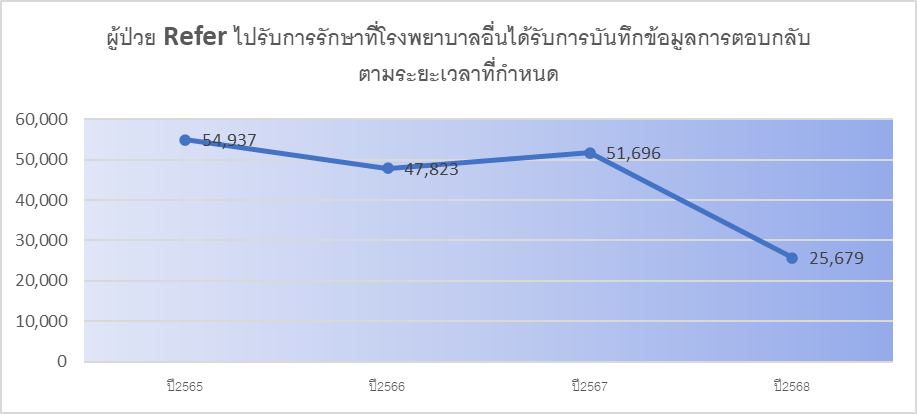 ผู้ป่วย Refer ไปรับการรักษาที่โรงพยาบาลอื่นได้รับการบันทึกข้อมูลการตอบกลับ
ตามระยะเวลาที่กำหนด
60,000
50,000
40,000
30,000
20,000
10,000
0
54,937
47,823
51,696
25,679
ปี2565
ปี2566
ปี2567
ปี2568